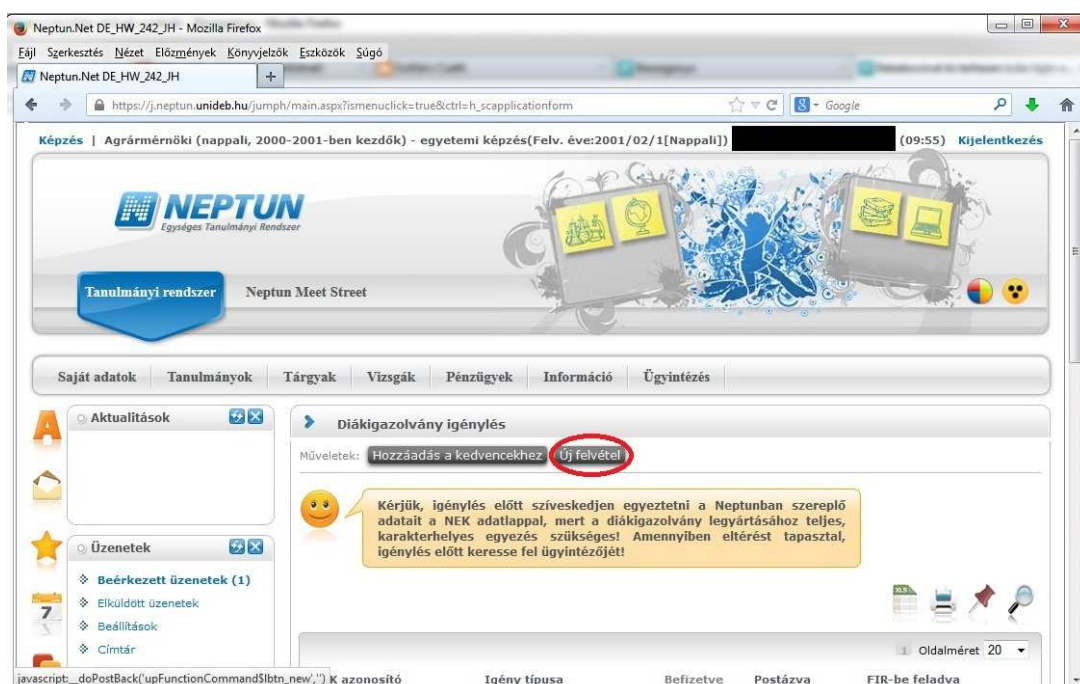 Neptun.Net DE_HW_242_JH - Mozilla Firefox
Fájl Szerkesztés Nézet Előzmények Könyvjelzők Eszközök Súgó
Neptun.Net DE_HW_242_JH +
https://j.neptun.unideb.hu/jumph/main.aspx?ismenuclick=true&ctrl=h_scapplicationform
8 Google
Képzés | Agrármérnöki (nappali, 2000-2001-ben kezdők) - egyetemi képzés(Felv. éve:2001/02/1[Nappali]) (09:55) Kijelentkezés
NEPTUN
Egységes Tanulmányi Rendszer
Tanulmányi rendszer Neptun Meet Street
Saját adatok Tanulmányok Tárgyak Vizsgák Pénzügyek Információ Ügyintézés
Aktualitások
Diákigazolvány igénylés
Műveletek: Hozzáadás a kedvencekhez Új felvétel
Kérjük, igénylés előtt szíveskedjen egyeztetni a Neptunban szereplő
adatait a NEK adatlappal, mert a diákigazolvány legyártásához teljes,
karakterhelyes egyezés szükséges! Amennyiben eltérést tapasztal,
igénylés előtt keresse fel ügyintézőjét!
Üzenetek
Beérkezett üzenetek (1)
Elküldött üzenetek
Beállítások
Címtár
7
XLS
1 Oldalméret 20
javascript:__doPostBack('upFunctionCommand$lbtn_new','')
K azonosító Igény típusa Befizetve Postázva FIR-be feladva